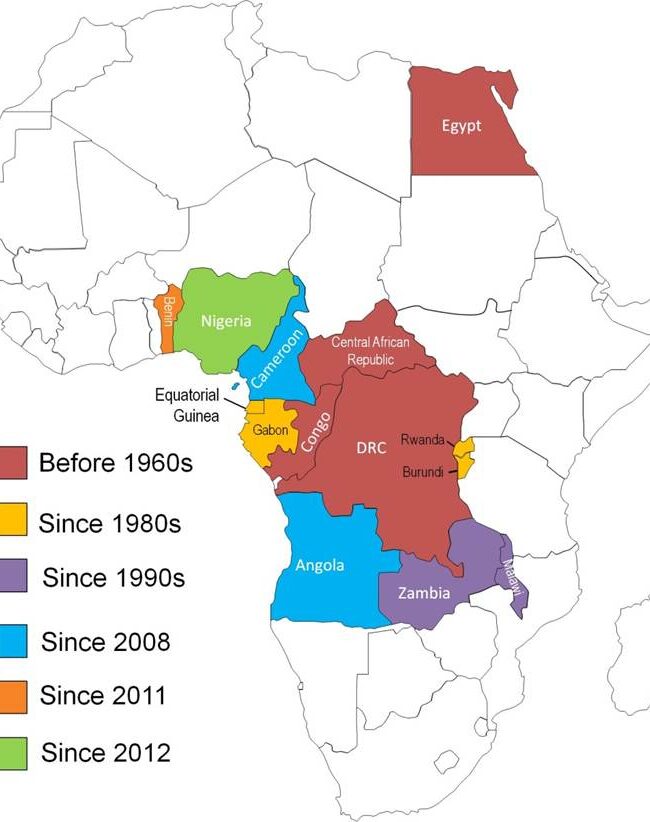 Egypt
Benin
Nigeria
Cameroon
Central African
Republic
Equatorial
Guinea
Gabon
Congo
DRC
Rwanda
Burundi
Before 1960s
Since 1980s
Since 1990s
Since 2008
Since 2011
Since 2012
Angola
Zambia
Malawi